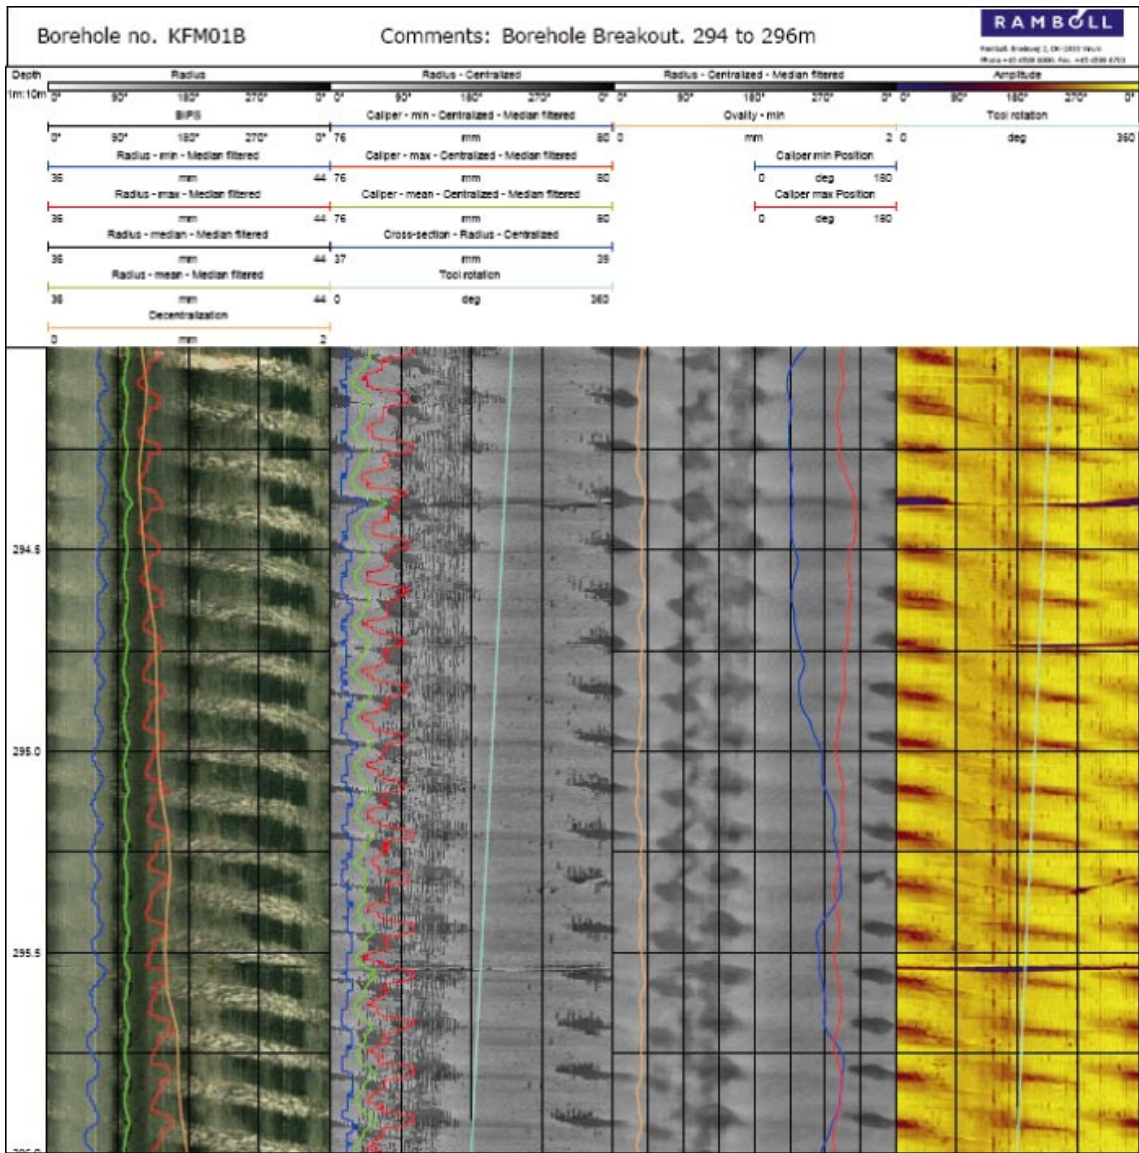 Borehole no. KFM01B Comments: Borehole Breakout. 294 to 296m
RAMBOLL
Depth Radius Radius - Centralized Radius - Centralized - Median filtered Amplitude
1m:10m 0° 90° 180° 270° 0° 0° 90° 180° 270° 0° 0° 90° 180° 270° 0° 0° 90° 180° 270° 0°
BIPS Caliper - min - Centralized - Median filtered Ovality - min Tool rotation
0° 90° 180° 270° 0° 76 mm 80 0 mm 2 0 deg 360
Radius - min - Median filtered Caliper - max - Centralized - Median filtered Caliper min Position
36 mm 44 76 mm 80 0 deg 180
Radius - max - Median filtered Caliper - mean - Centralized - Median filtered Caliper max Position
36 mm 44 76 mm 80 0 deg 180
Radius - median - Median filtered Cross-section - Radius - Centralized
36 mm 44 37 mm 39
Radius - mean - Median filtered Tool rotation
36 mm 44 0 deg 360
Decentralization
0 mm 2
294.5
295.0
295.5